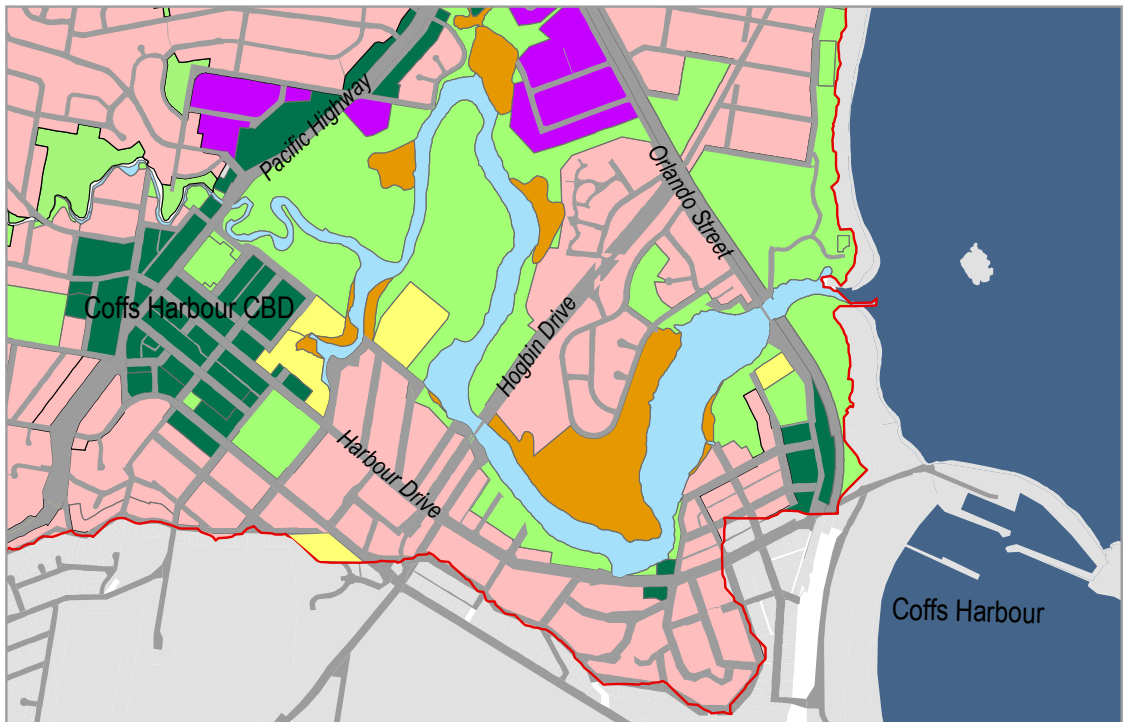 Pacific Highway
Orlando Street
Coffs Harbour CBD
Hogbin Drive
Harbour Drive
Coffs Harbour